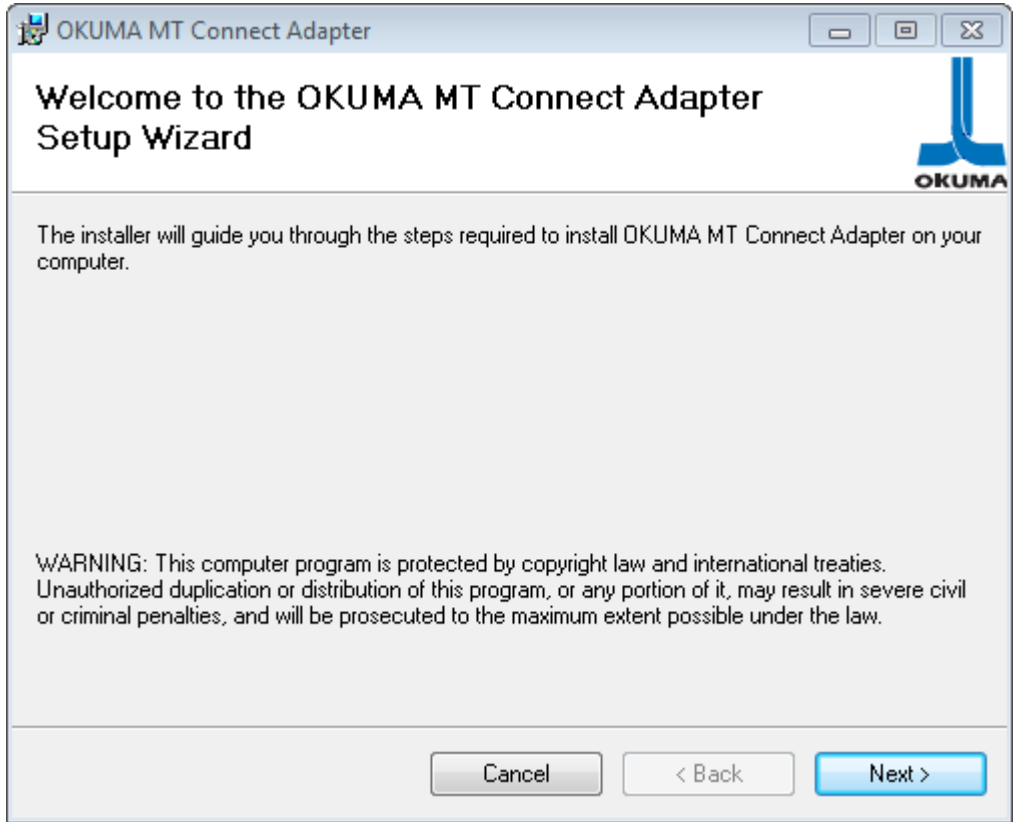 OKUMA MT Connect Adapter
Welcome to the OKUMA MT Connect Adapter
Setup Wizard
OKUMA
The installer will guide you through the steps required to install OKUMA MT Connect Adapter on your
computer.
WARNING: This computer program is protected by copyright law and international treaties.
Unauthorized duplication or distribution of this program, or any portion of it, may result in severe civil
or criminal penalties, and will be prosecuted to the maximum extent possible under the law.
Cancel < Back Next >